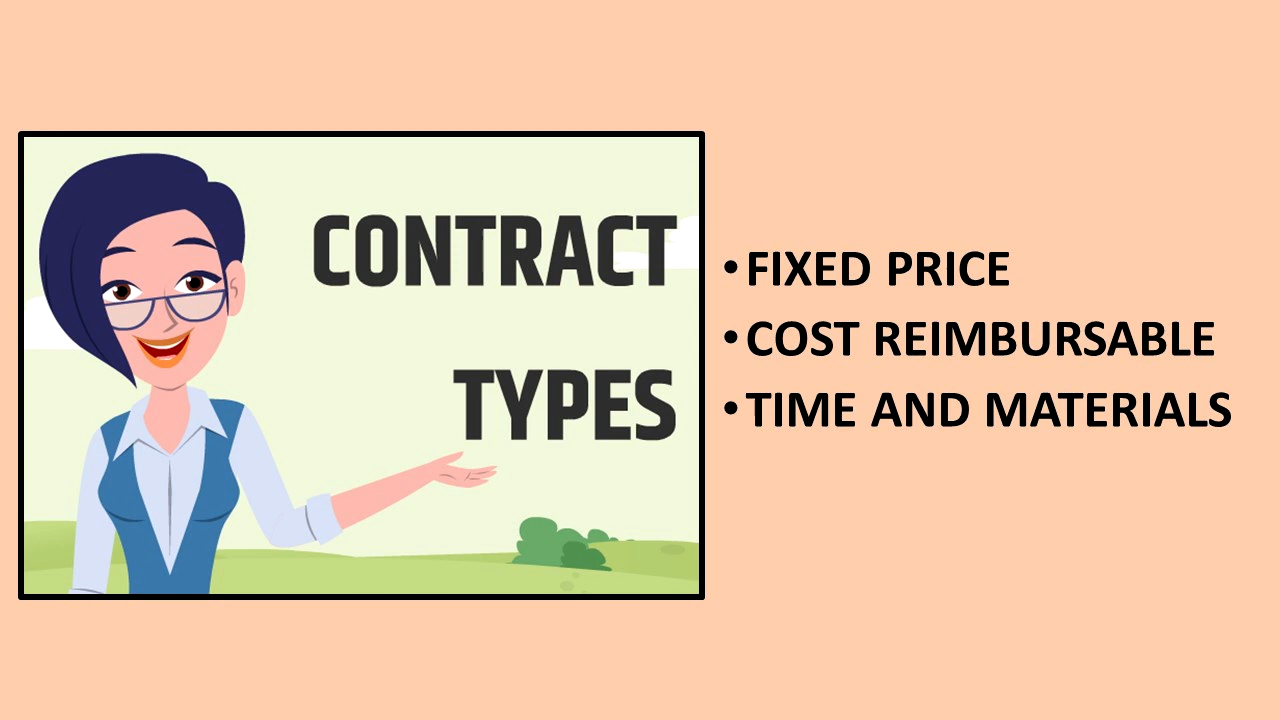 CONTRACT
TYPES
• FIXED PRICE
• COST REIMBURSABLE
• TIME AND MATERIALS